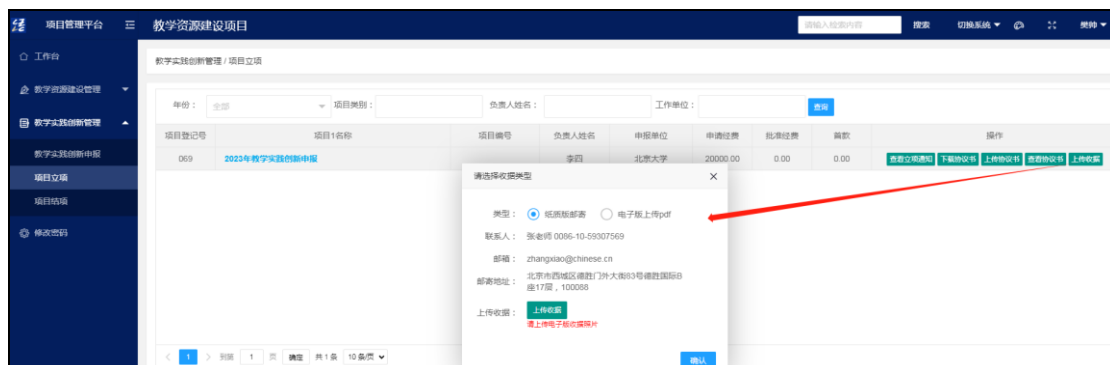 项目管理平台 教学资源建设项目 请输入检索内容 搜索 切换系统 樊帅
工作台
教学实践创新管理 / 项目立项
教学资源建设管理
年份： 全部 项目类别： 负责人姓名： 工作单位： 查询
教学实践创新管理
项目登记号 项目1名称 项目编号 负责人姓名 申报单位 申请经费 批准经费 首款 操作
教学实践创新申报
069 2023年教学实践创新申报 李四 北京大学 20000.00 0.00 0.00 查看立项通知 下载协议书 上传协议书 查看协议书 上传收据
项目立项
请选择收据类型
项目结项
类型： 纸质版邮寄 电子版上传pdf
修改密码
联系人： 张老师 0086-10-59307569
邮箱： zhangxiao@chinese.cn
邮寄地址： 北京市西城区德胜门外大街83号德胜国际B
座17层，100088
上传收据： 上传收据
请上传电子版收据照片
1 到第 1 页 确定 共1条 10条/页
确认